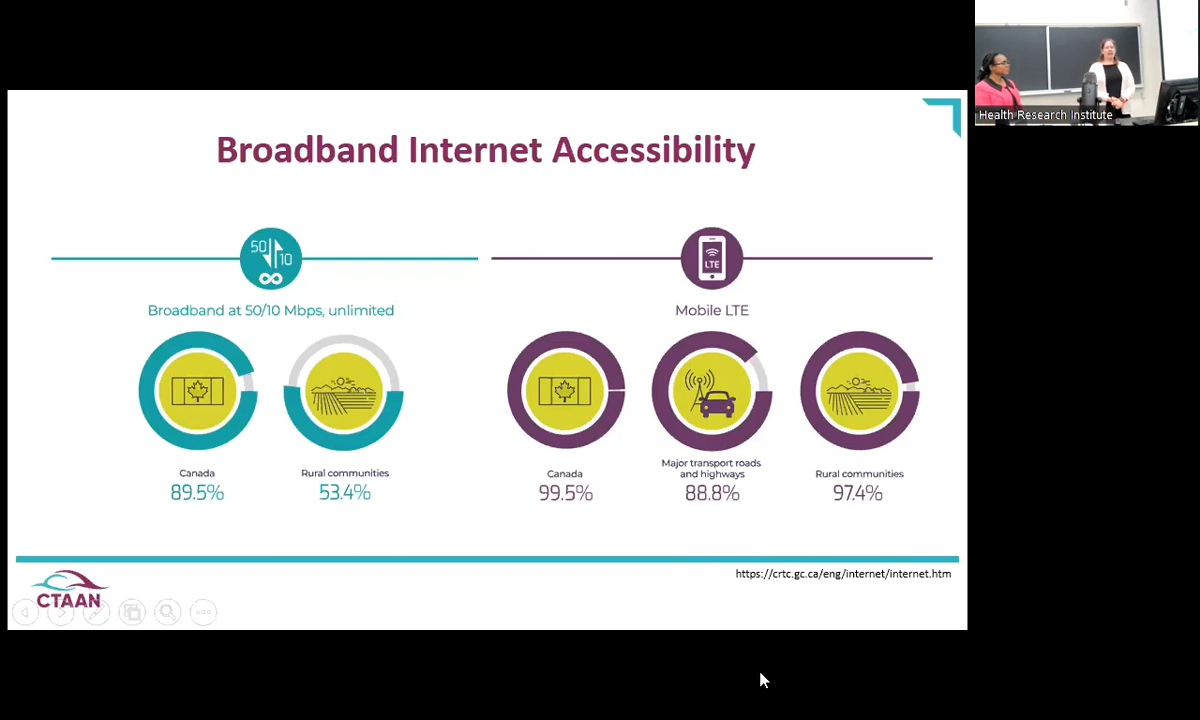 Health Research Institute
Broadband Internet Accessibility
50
10
Broadband at 50/10 Mbps, unlimited
Canada
89.5%
Rural communities
53.4%
LTE
Mobile LTE
Canada
99.5%
Major transport roads
and highways
88.8%
Rural communities
97.4%
https://crtc.gc.ca/eng/internet/internet.htm
CTAAN